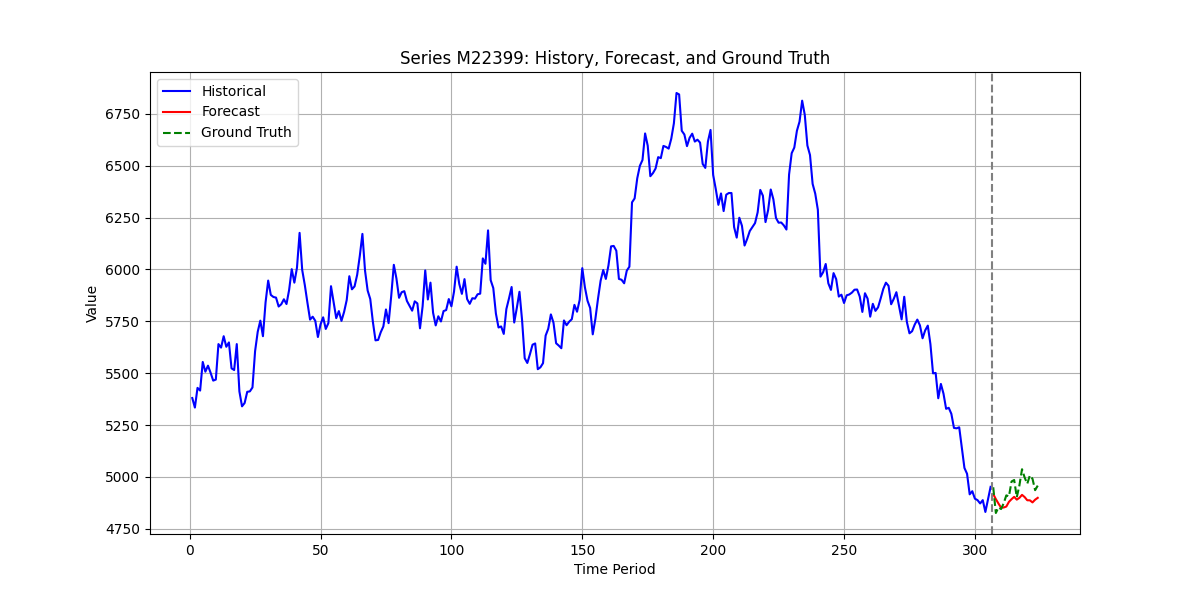 Series M22399: History, Forecast, and Ground Truth
Historical
Forecast
Ground Truth
6750
6500
6250
6000
5750
5500
5250
5000
4750
Value
0 50 100 150 200 250 300
Time Period